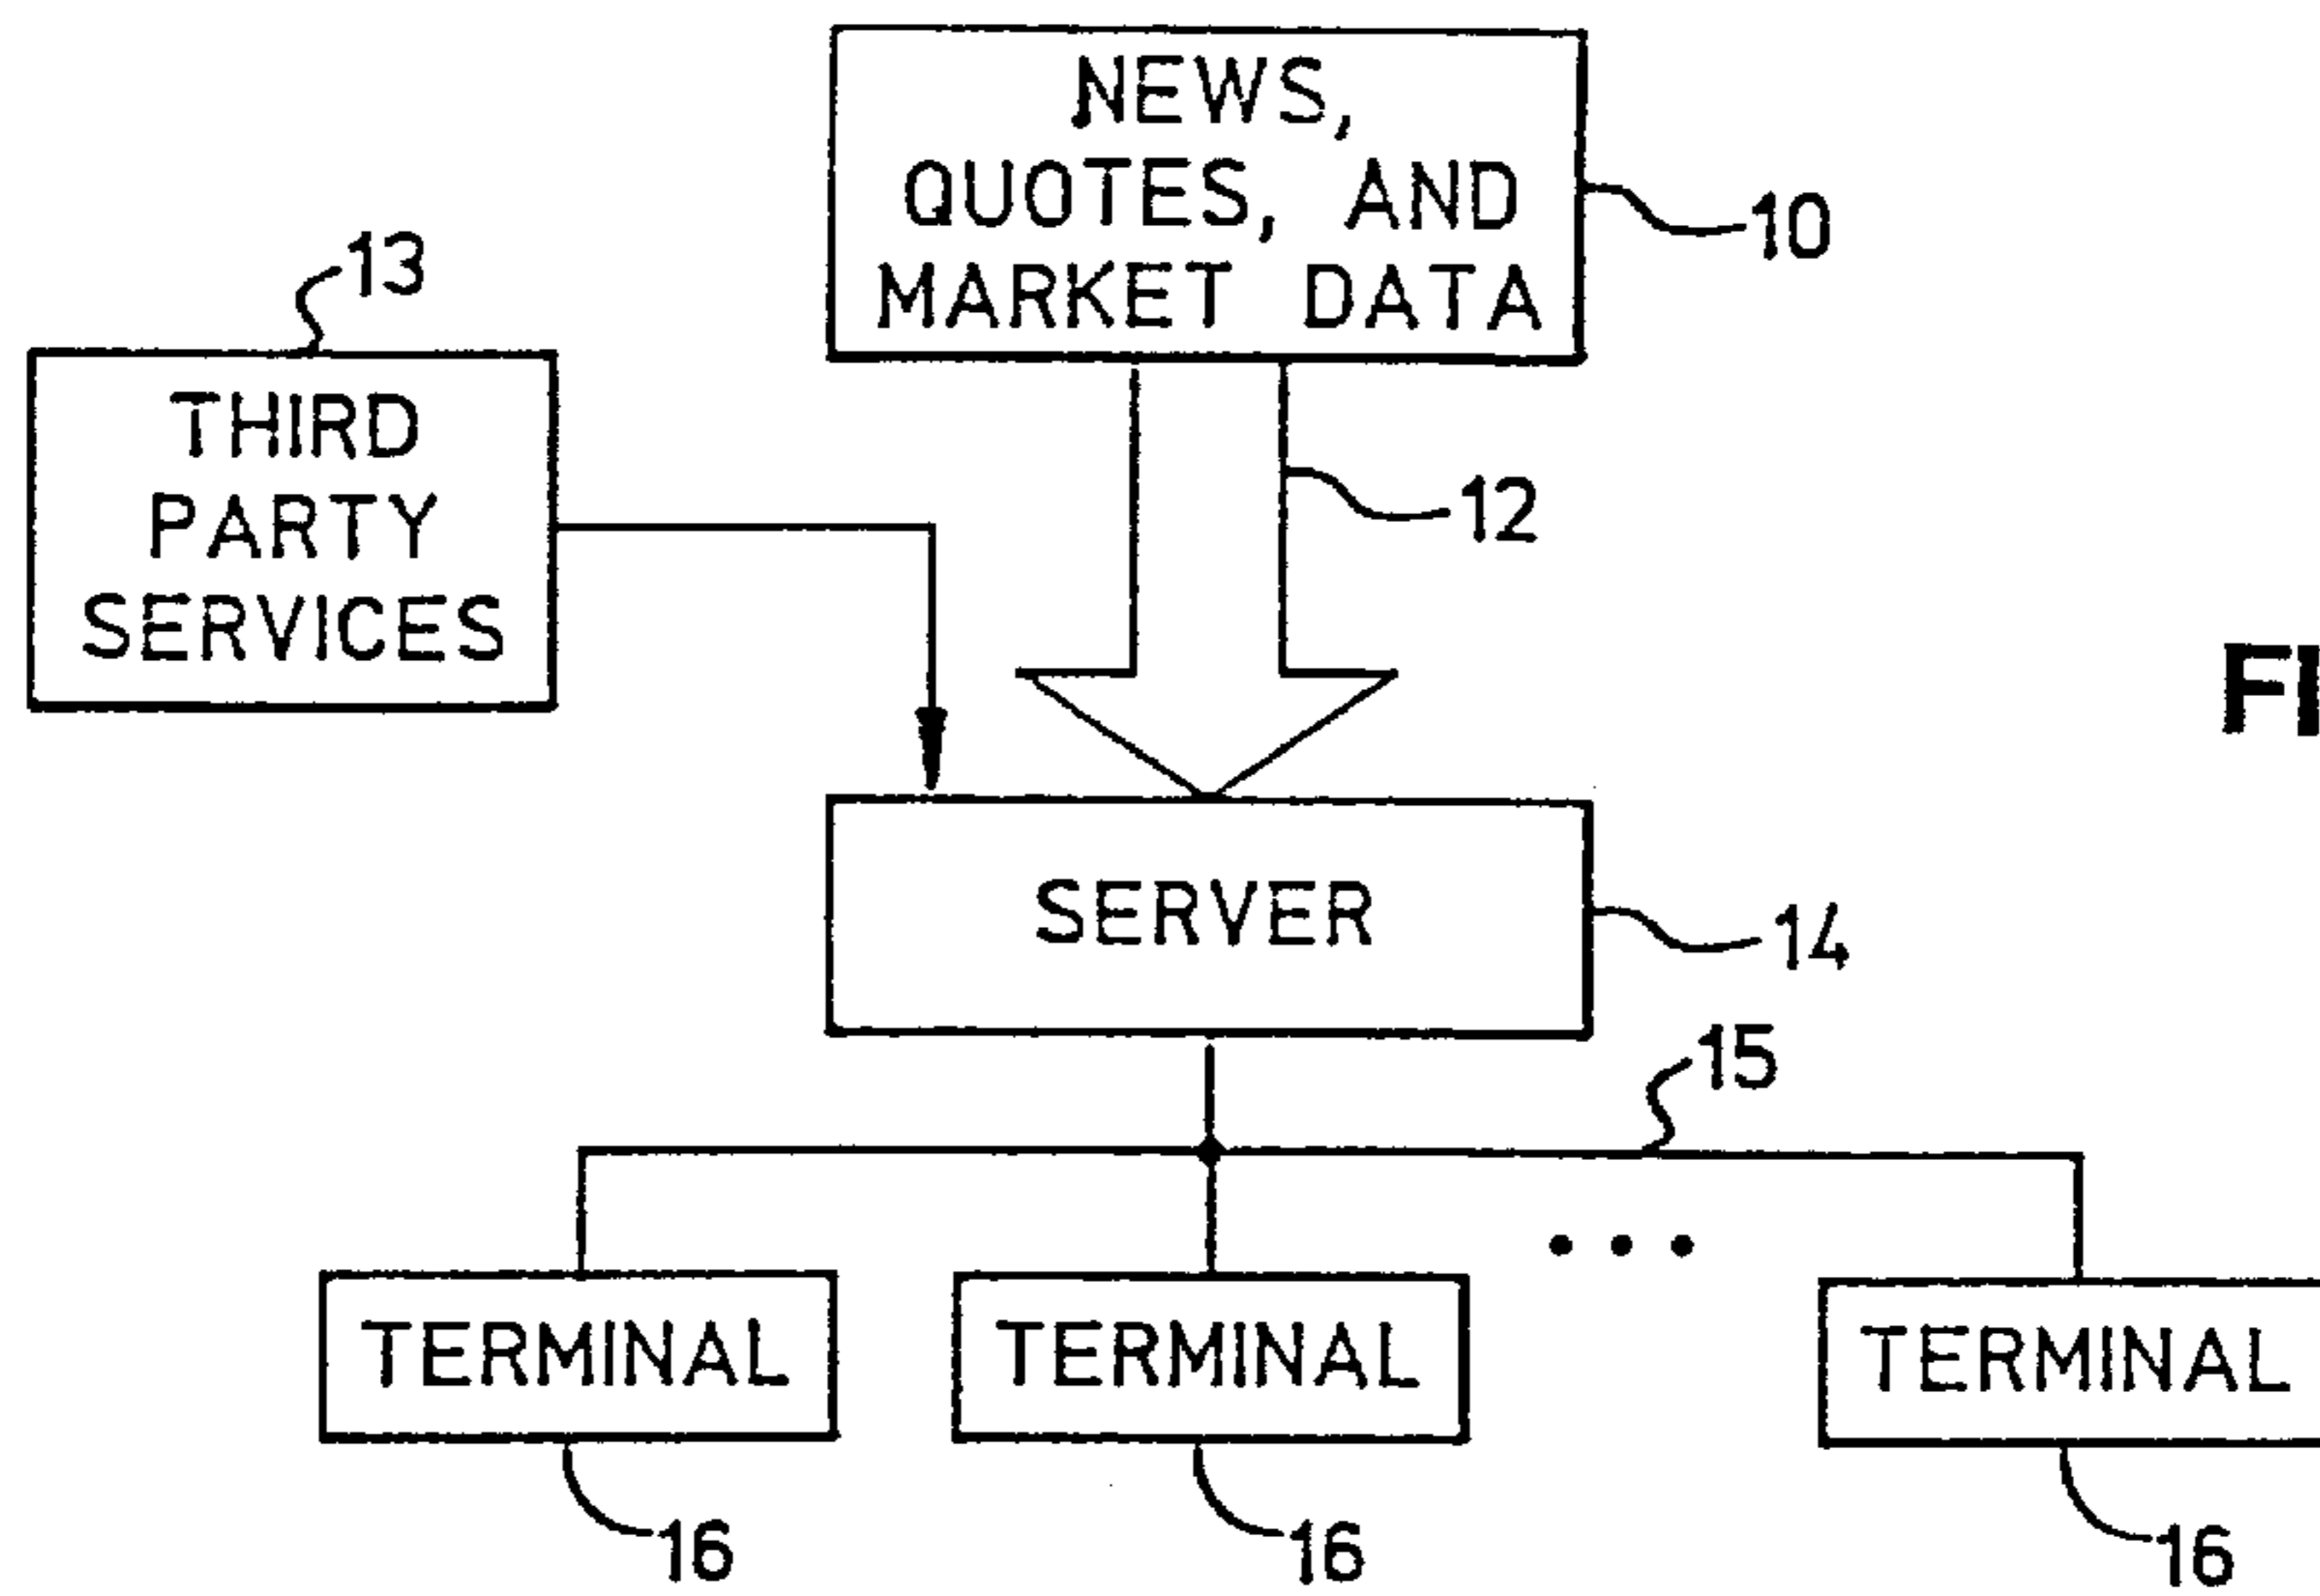 NEWS,
QUOTES, AND
MARKET DATA
10
13
THIRD
PARTY
SERVICES
12
FI
SERVER
14
15
TERMINAL
TERMINAL
TERMINAL
16
16
16